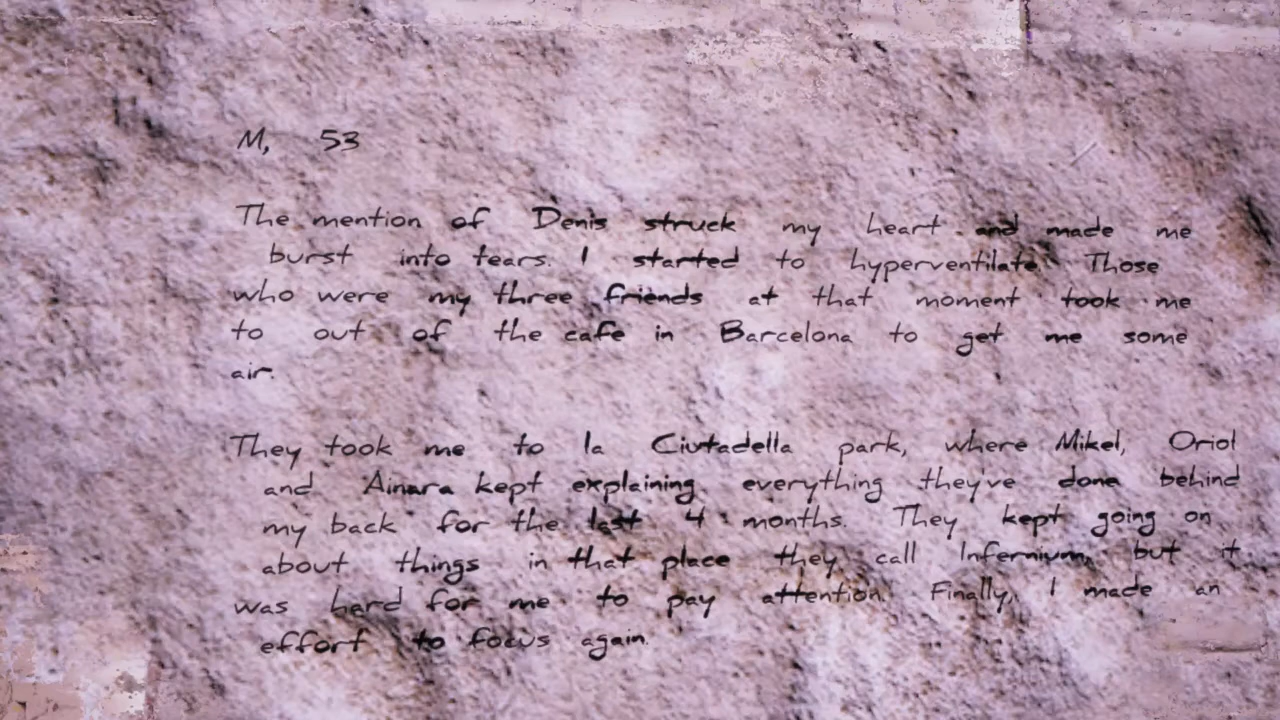 M, 53
The mention of Denis struck my heart and made me
burst into tears. I started to hyperventilate. Those
who were my three friends at that moment took me
to out of the cafe in Barcelona to get me some
air.
They took me to la Ciutadella park, where Mikel, Oriol
and Ainara kept explaining everything they've done behind
my back for the last 4 months. They kept going on
about things in that place they call Infernium, but it
was hard for me to pay attention. Finally, I made an
effort to focus again.